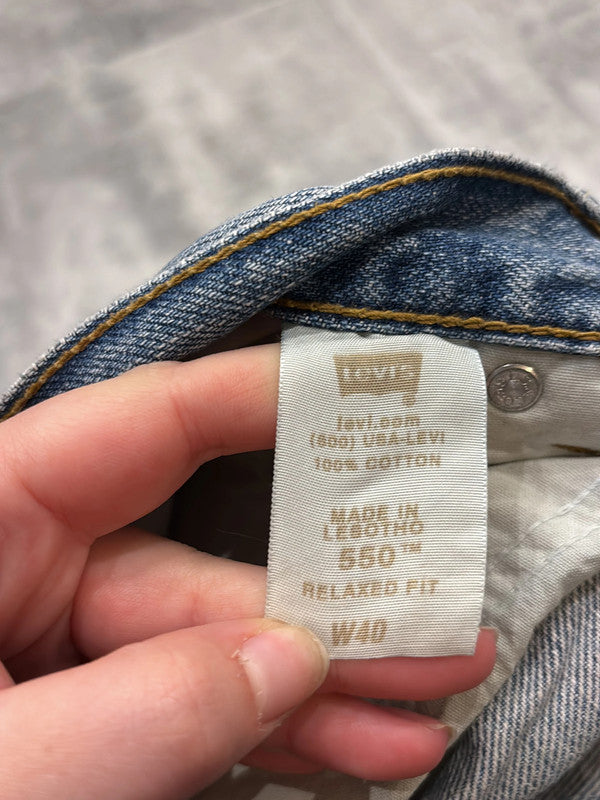 Levi's
levi.com
(800) USA-LEVI
100% COTTON
MADE IN
LESOTHO
550™
RELAXED FIT
W40